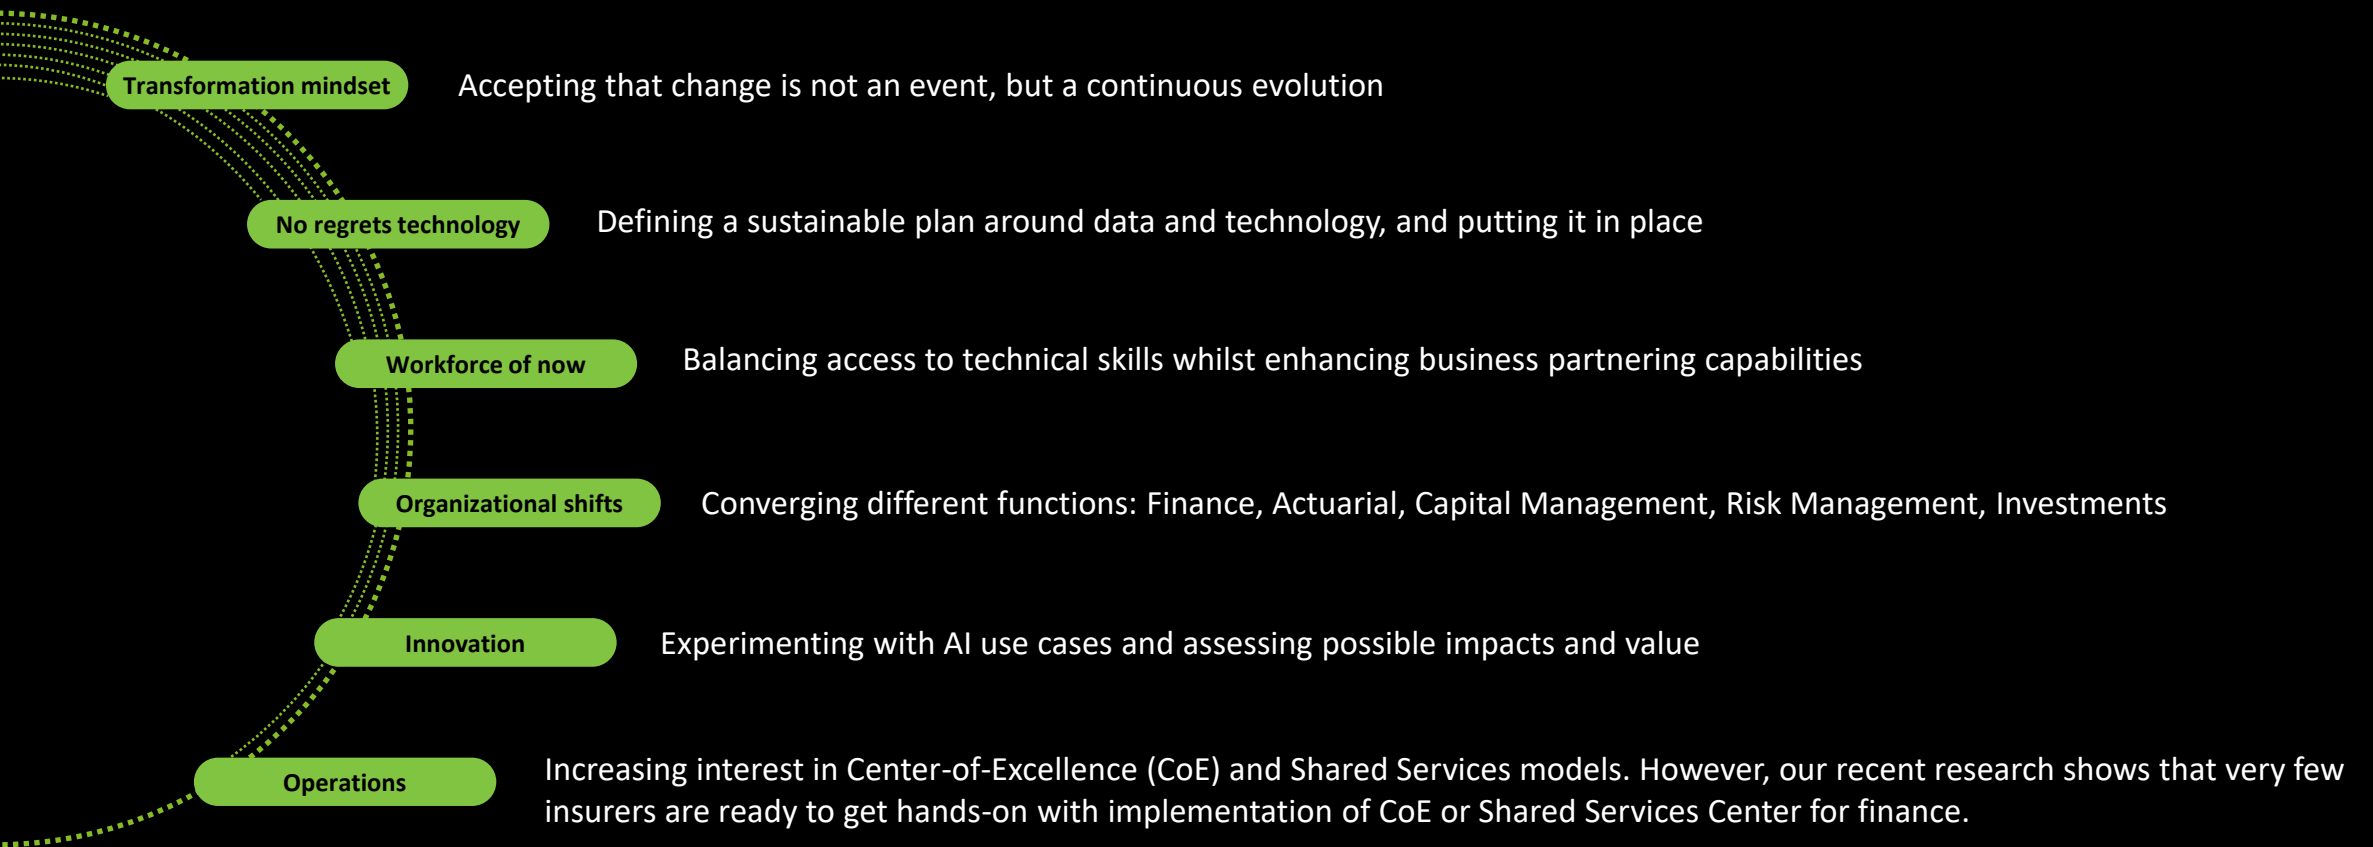 Transformation mindset
Accepting that change is not an event, but a continuous evolution
No regrets technology
Defining a sustainable plan around data and technology, and putting it in place
Workforce of now
Balancing access to technical skills whilst enhancing business partnering capabilities
Organizational shifts
Converging different functions: Finance, Actuarial, Capital Management, Risk Management, Investments
Innovation
Experimenting with AI use cases and assessing possible impacts and value
Operations
Increasing interest in Center-of-Excellence (CoE) and Shared Services models. However, our recent research shows that very few
insurers are ready to get hands-on with implementation of CoE or Shared Services Center for finance.